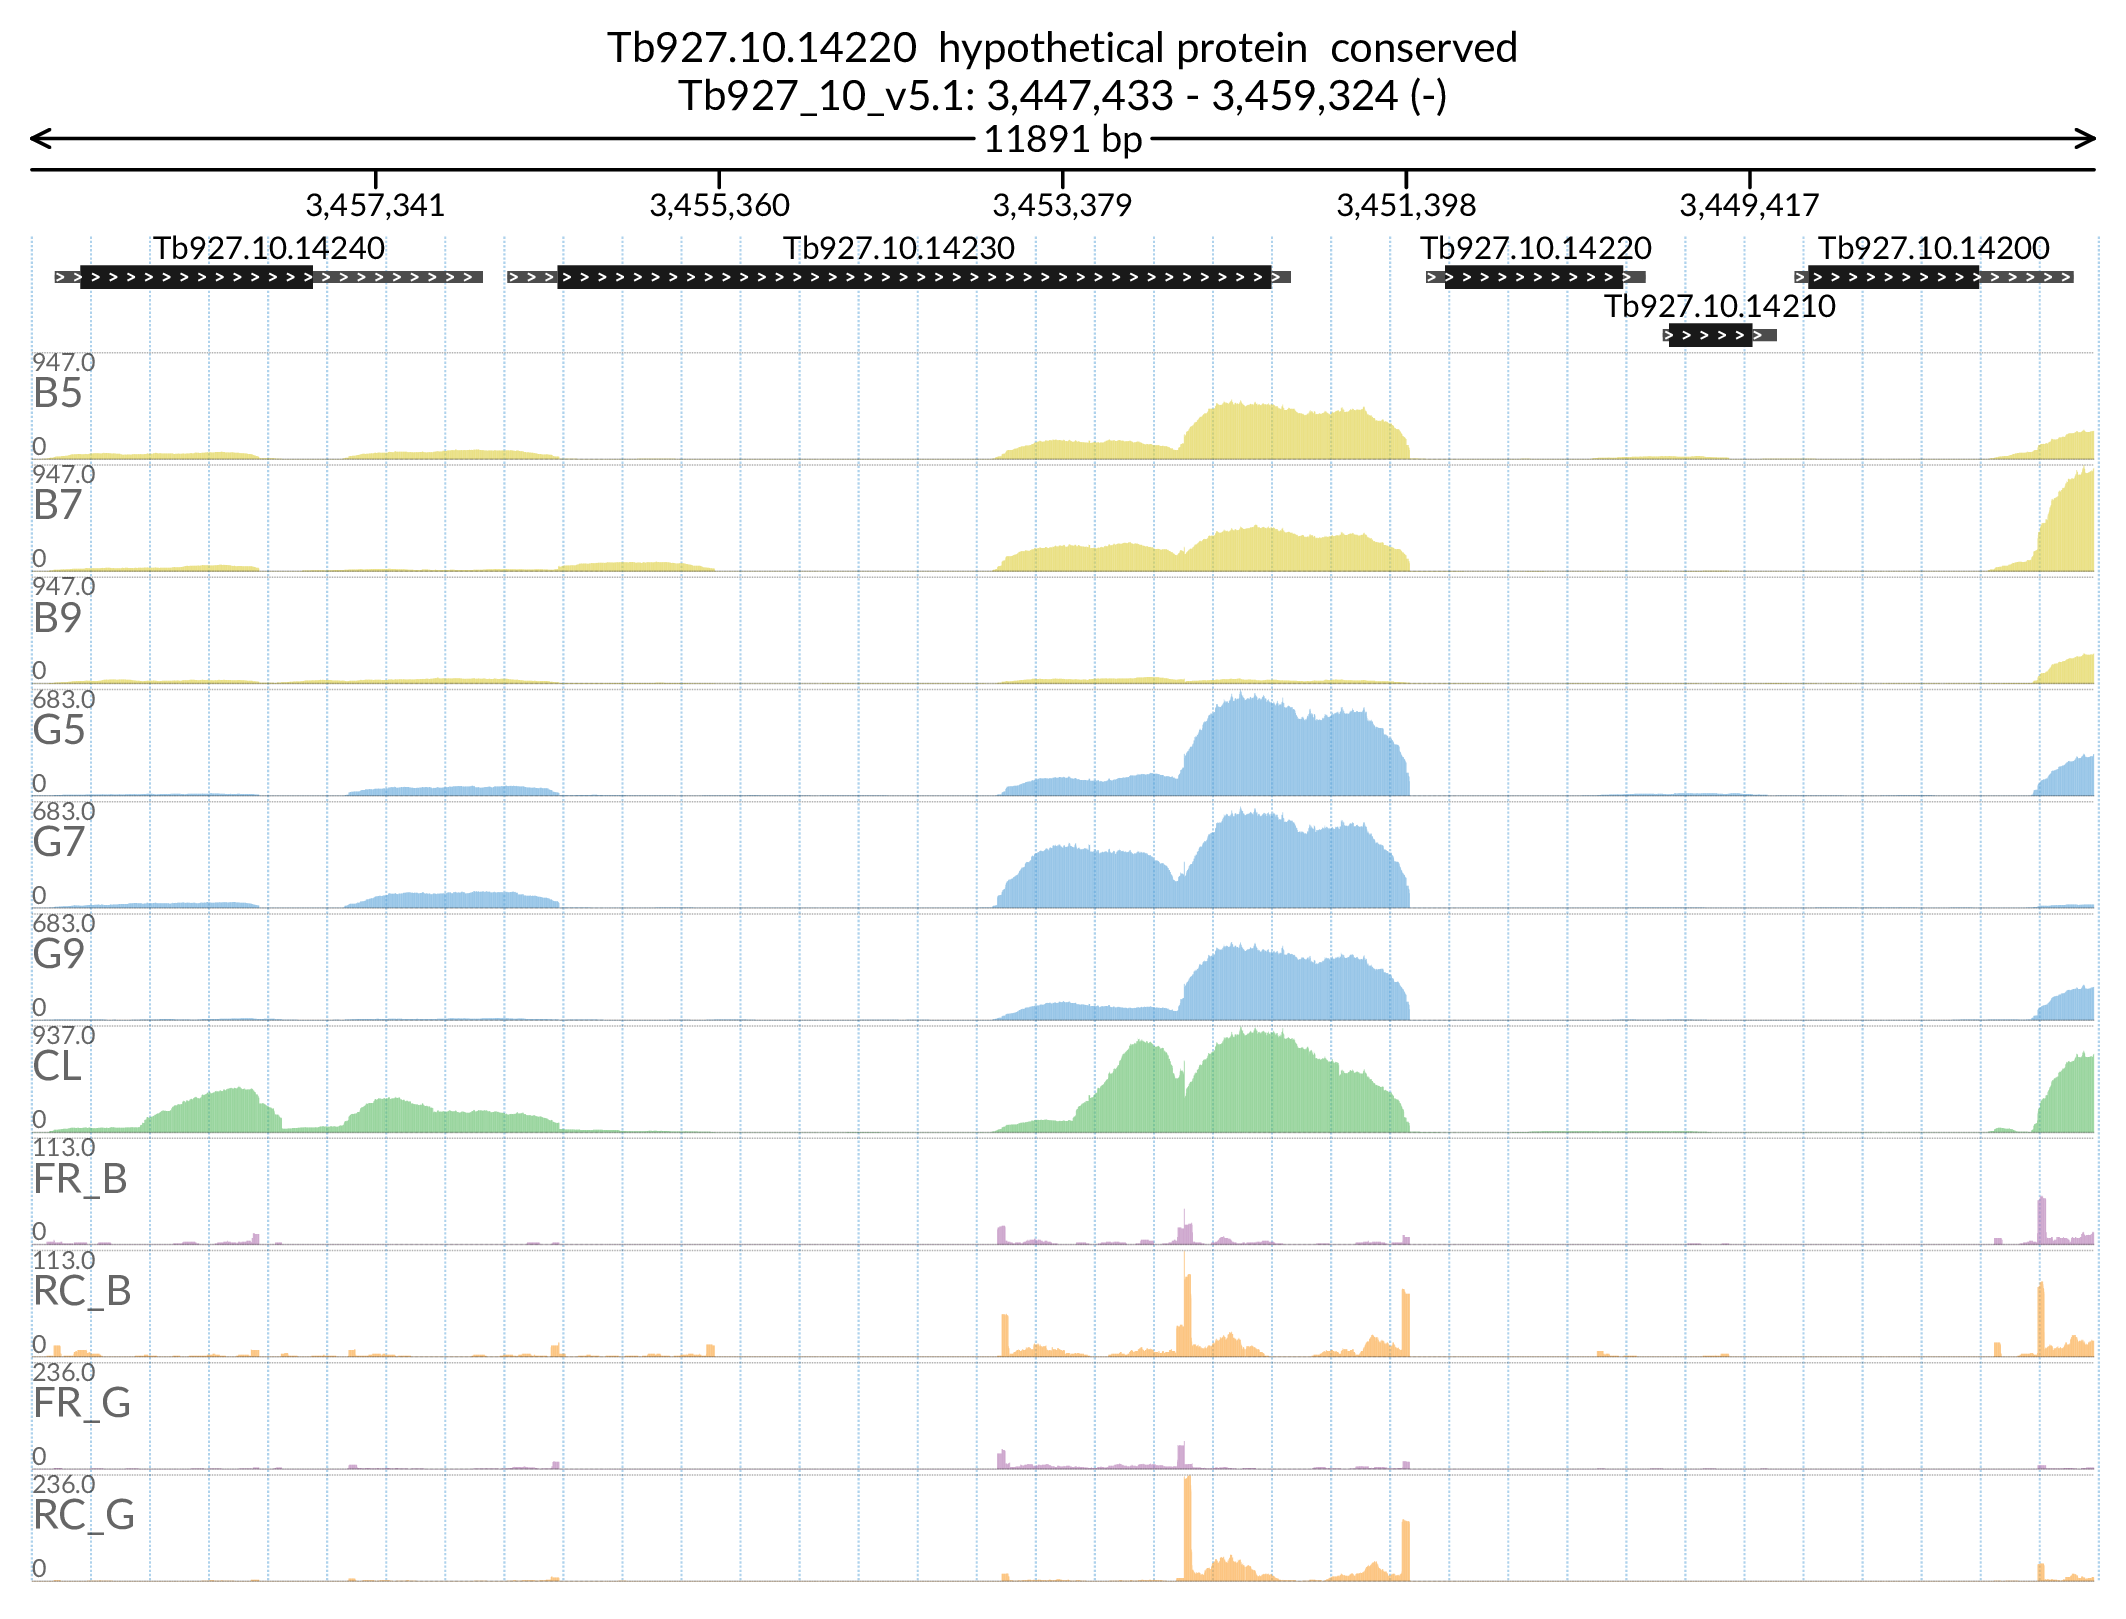 Tb927.10.14220 hypothetical protein conserved
Tb927_10_v5.1: 3,447,433 - 3,459,324 (-)
11891 bp
3,457,341 3,455,360 3,453,379 3,451,398 3,449,417
Tb927.10.14240 Tb927.10.14230 Tb927.10.14220 Tb927.10.14200
Tb927.10.14210
947.0
B5
0
947.0
B7
0
947.0
B9
0
683.0
G5
0
683.0
G7
0
683.0
G9
0
937.0
CL
0
113.0
FR_B
0
113.0
RC_B
0
236.0
FR_G
0
236.0
RC_G
0